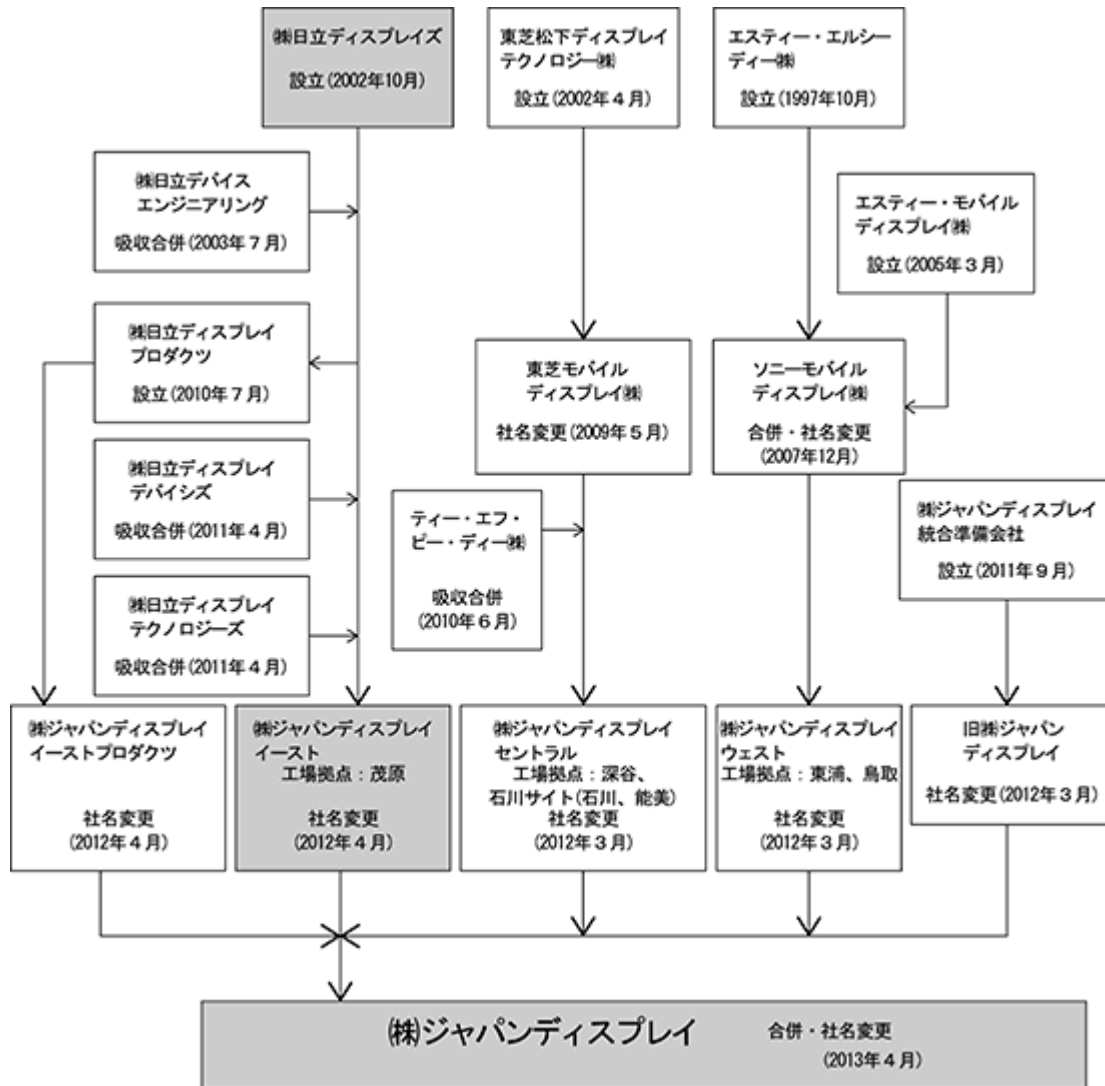 ㈱日立ディスプレイズ
設立(2002年10月)
東芝松下ディスプレイ
テクノロジー㈱
設立(2002年４月)
エスティー・エルシー
ディー㈱
設立(1997年10月)
㈱日立デバイス
エンジニアリング
吸収合併(2003年７月)
エスティー・モバイル
ディスプレイ㈱
設立(2005年３月)
㈱日立ディスプレイ
プロダクツ
設立(2010年７月)
東芝モバイル
ディスプレイ㈱
社名変更(2009年５月)
ソニーモバイル
ディスプレイ㈱
合併・社名変更
(2007年12月)
㈱日立ディスプレイ
デバイシズ
吸収合併(2011年４月)
ティー・エフ・
ピー・ディー㈱
吸収合併
(2010年６月)
㈱ジャパンディスプレイ
統合準備会社
設立(2011年９月)
㈱日立ディスプレイ
テクノロジーズ
吸収合併(2011年４月)
㈱ジャパンディスプレイ
イーストプロダクツ
社名変更
(2012年４月)
㈱ジャパンディスプレイ
イースト
工場拠点：茂原
社名変更
(2012年４月)
㈱ジャパンディスプレイ
セントラル
工場拠点：深谷、
石川サイト(石川、能美)
社名変更
(2012年３月)
㈱ジャパンディスプレイ
ウェスト
工場拠点：東浦、鳥取
社名変更
(2012年３月)
旧㈱ジャパン
ディスプレイ
社名変更(2012年３月)
㈱ジャパンディスプレイ
合併・社名変更
(2013年４月)